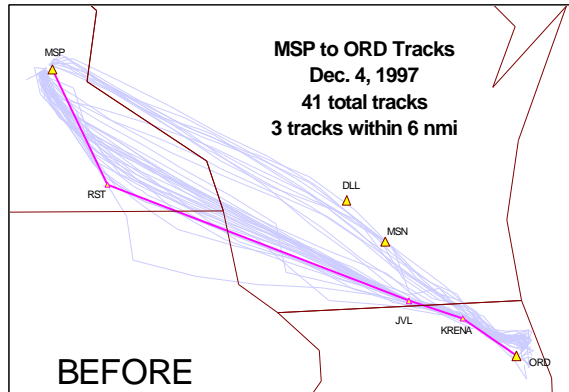 MSP
MSP to ORD Tracks
Dec. 4, 1997
41 total tracks
3 tracks within 6 nmi
RST
DLL
MSN
JVL
KRENA
ORD
BEFORE